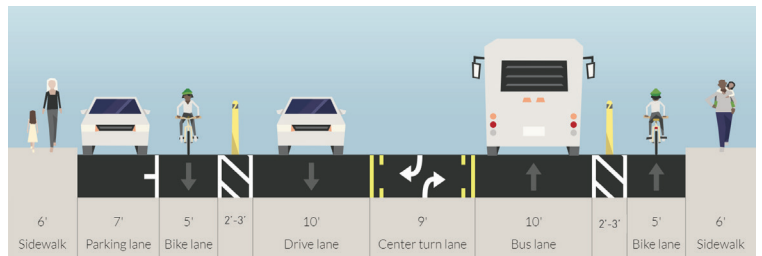 6' 7' 5' 2'-3' 10' 9' 10' 2'-3' 5' 6'
Sidewalk Parking lane Bike lane Drive lane Center turn lane Bus lane Bike lane Sidewalk